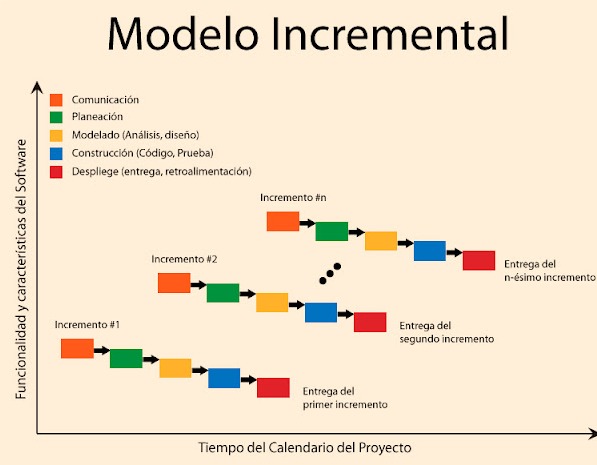 Modelo Incremental
Comunicación
Planeación
Modelado (Análisis, diseño)
Construcción (Código, Prueba)
Despliege (entrega, retroalimentación)
Funcionalidad y características del Software
Incremento #n
Entrega del
n-ésimo incremento
Incremento #2
Entrega del
segundo incremento
Incremento #1
Entrega del
primer incremento
Tiempo del Calendario del Proyecto